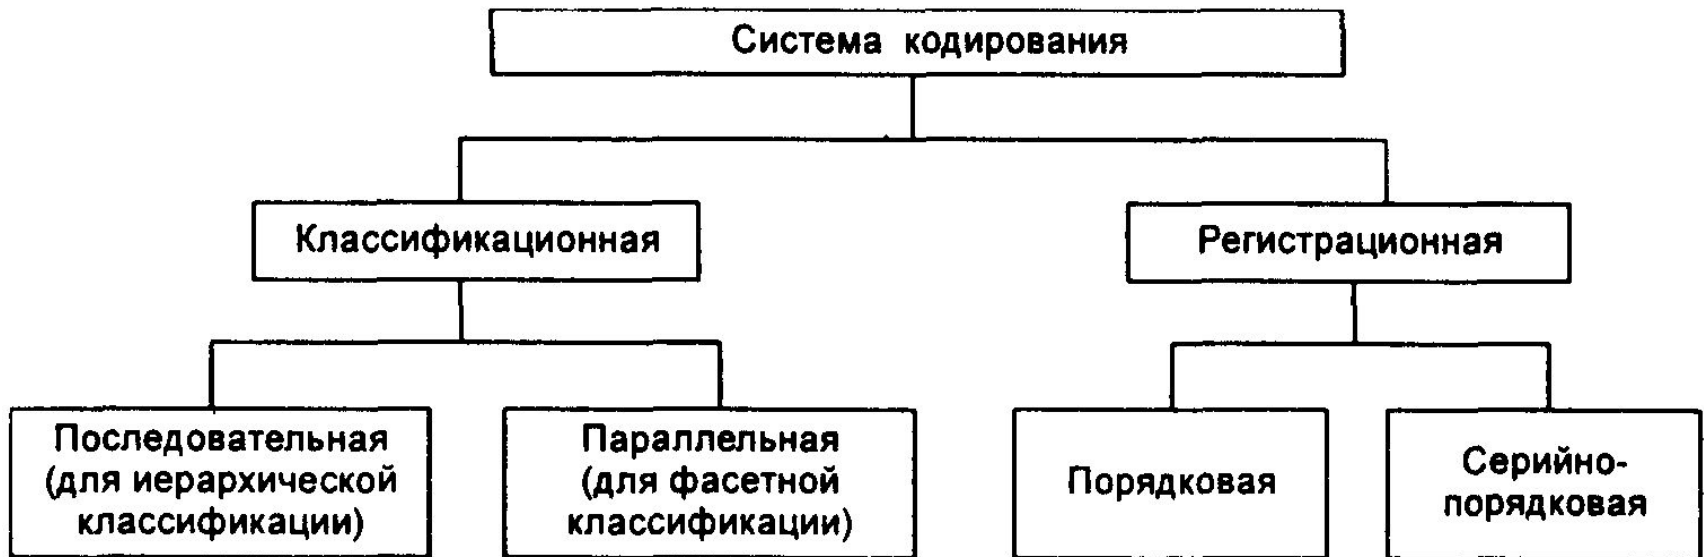 Система кодирования
Классификационная
Регистрационная
Последовательная
(для иерархической
классификации)
Параллельная
(для фасетной
классификации)
Порядковая
Серийно-
порядковая